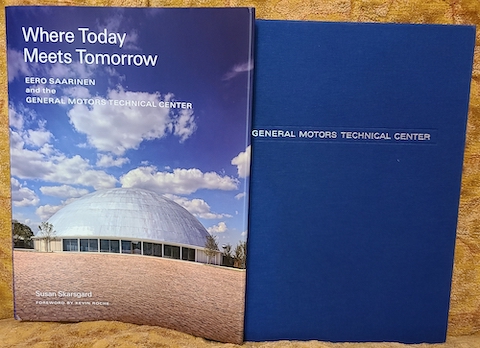 Where Today
Meets Tomorrow
EERO SAARINEN
and the
GENERAL MOTORS TECHNICAL CENTER
Susan Skarsgard
FOREWORD BY KEVIN ROCHE
GENERAL MOTORS TECHNICAL CENTER